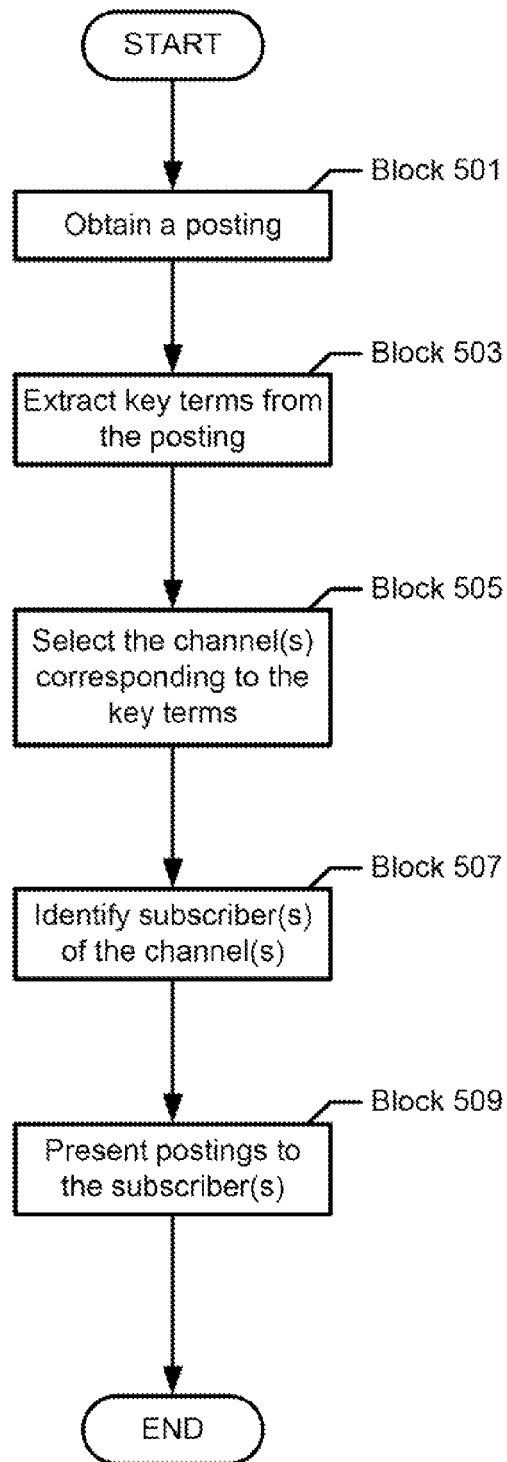 START
Block 501
Obtain a posting
Block 503
Extract key terms from
the posting
Block 505
Select the channel(s)
corresponding to the
key terms
Block 507
Identify subscriber(s)
of the channel(s)
Block 509
Present postings to
the subscriber(s)
END